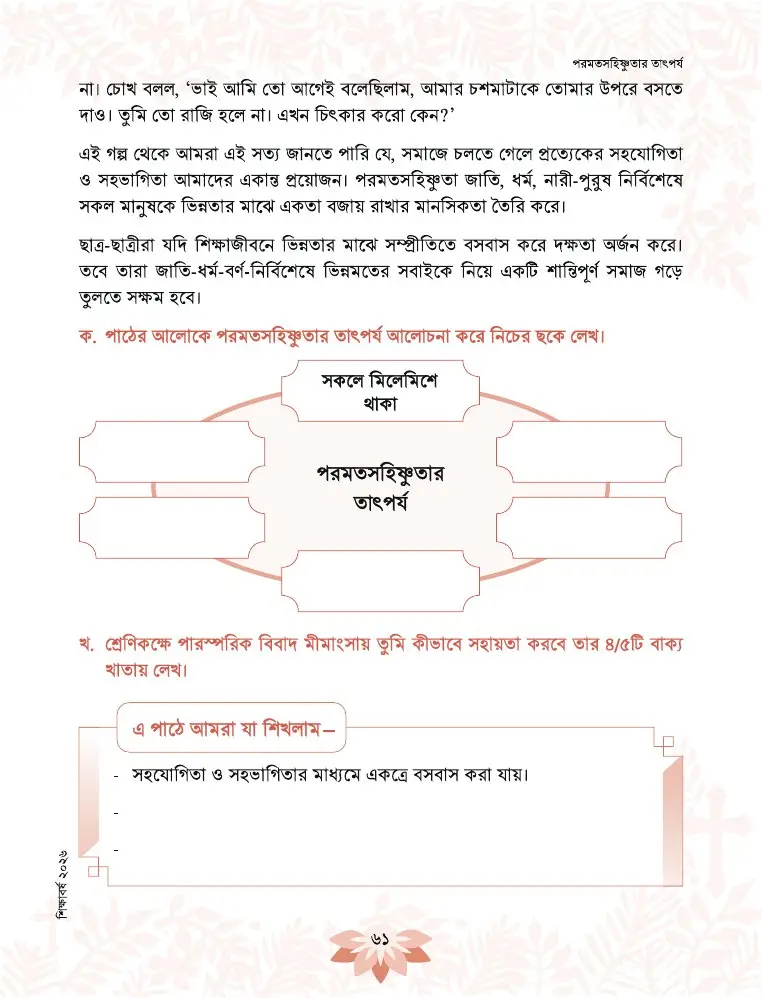 পরমতসহিষ্ণুতার তাৎপর্য
না। চোখ বলল, ‘ভাই আমি তো আগেই বলেছিলাম, আমার চশমাটাকে তোমার উপরে বসতে
দাও। তুমি তো রাজি হলে না। এখন চিৎকার করো কেন?’
এই গল্প থেকে আমরা এই সত্য জানতে পারি যে, সমাজে চলতে গেলে প্রত্যেকের সহযোগিতা
ও সহভাগিতা আমাদের একান্ত প্রয়োজন। পরমতসহিষ্ণুতা জাতি, ধর্ম, নারী-পুরুষ নির্বিশেষে
সকল মানুষকে ভিন্নতার মাঝে একতা বজায় রাখার মানসিকতা তৈরি করে।
ছাত্র-ছাত্রীরা যদি শিক্ষাজীবনে ভিন্নতার মাঝে সম্প্রীতিতে বসবাস করে দক্ষতা অর্জন করে।
তবে তারা জাতি-ধর্ম-বর্ণ-নির্বিশেষে ভিন্নমতের সবাইকে নিয়ে একটি শান্তিপূর্ণ সমাজ গড়ে
তুলতে সক্ষম হবে।
ক. পাঠের আলোকে পরমতসহিষ্ণুতার তাৎপর্য আলোচনা করে নিচের ছকে লেখ।
সকলে মিলেমিশে
থাকা
পরমতসহিষ্ণুতার
তাৎপর্য
খ. শ্রেণিকক্ষে পারস্পরিক বিবাদ মীমাংসায় তুমি কীভাবে সহায়তা করবে তার ৪/৫টি বাক্য
খাতায় লেখ।
এ পাঠে আমরা যা শিখলাম–
- সহযোগিতা ও সহভাগিতার মাধ্যমে একত্রে বসবাস করা যায়।
-
-
শিক্ষাবর্ষ ২০২৬
৬১